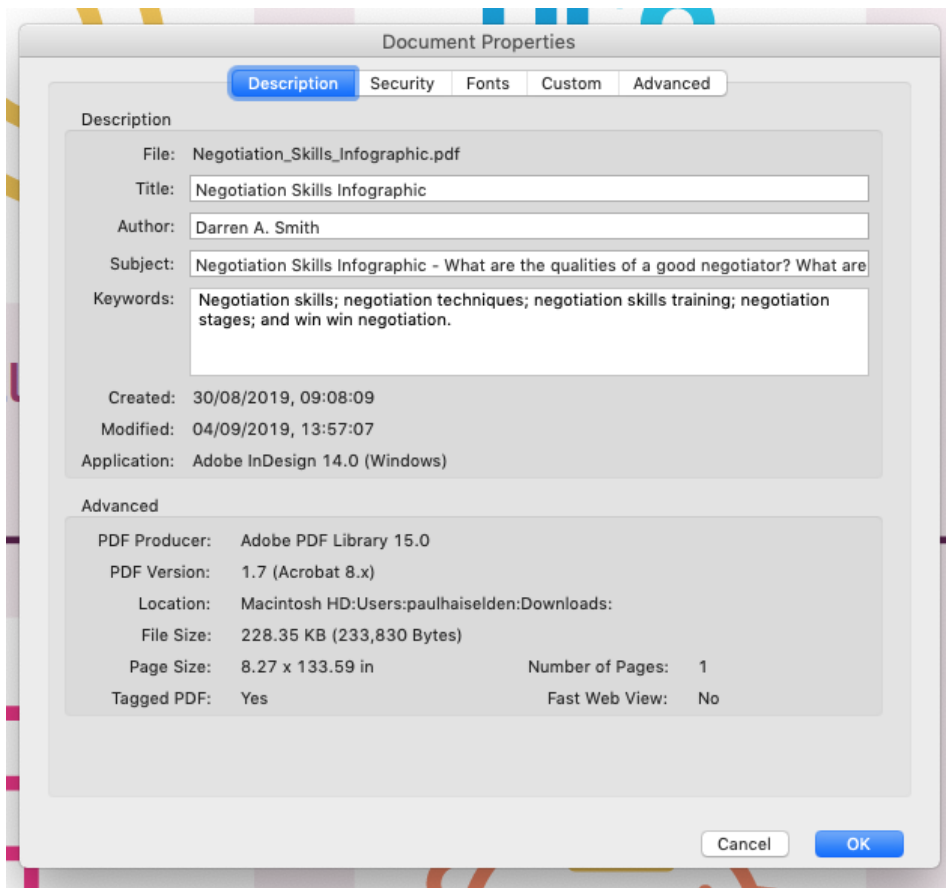 Document Properties
Description Security Fonts Custom Advanced
Description
File: Negotiation_Skills_Infographic.pdf
Title: Negotiation Skills Infographic
Author: Darren A. Smith
Subject: Negotiation Skills Infographic - What are the qualities of a good negotiator? What are
Keywords: Negotiation skills; negotiation techniques; negotiation skills training; negotiation
stages; and win win negotiation.
Created: 30/08/2019, 09:08:09
Modified: 04/09/2019, 13:57:07
Application: Adobe InDesign 14.0 (Windows)
Advanced
PDF Producer: Adobe PDF Library 15.0
PDF Version: 1.7 (Acrobat 8.x)
Location: Macintosh HD:Users:paulhaiselden:Downloads:
File Size: 228.35 KB (233,830 Bytes)
Page Size: 8.27 x 133.59 in Number of Pages: 1
Tagged PDF: Yes Fast Web View: No
Cancel OK